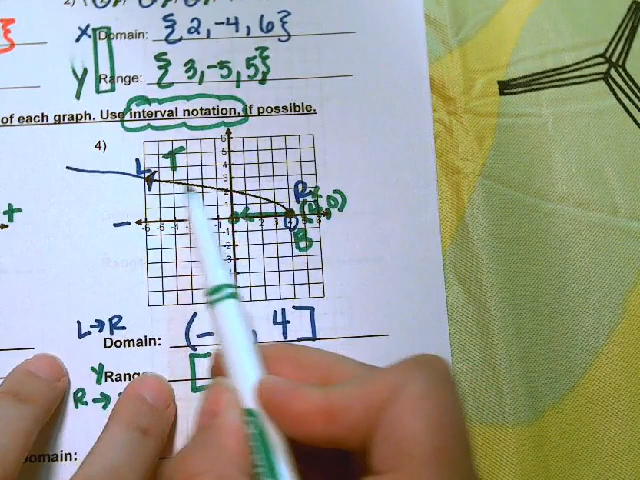 x Domain: {2,-4,6}
y Range: {3,-5,5}
of each graph. Use interval notation, if possible.
4)
T
L
R
(4,0)
B
+
-
L→R
Domain: (- , 4]
y Range: [
R→
omain: